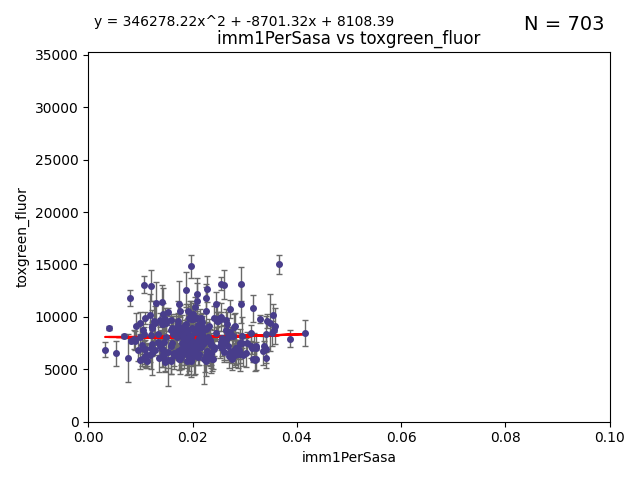 y = 346278.22x^2 + -8701.32x + 8108.39
N = 703
imm1PerSasa vs toxgreen_fluor
35000
30000
25000
20000
15000
10000
5000
0
toxgreen_fluor
0.00 0.02 0.04 0.06 0.08 0.10
imm1PerSasa